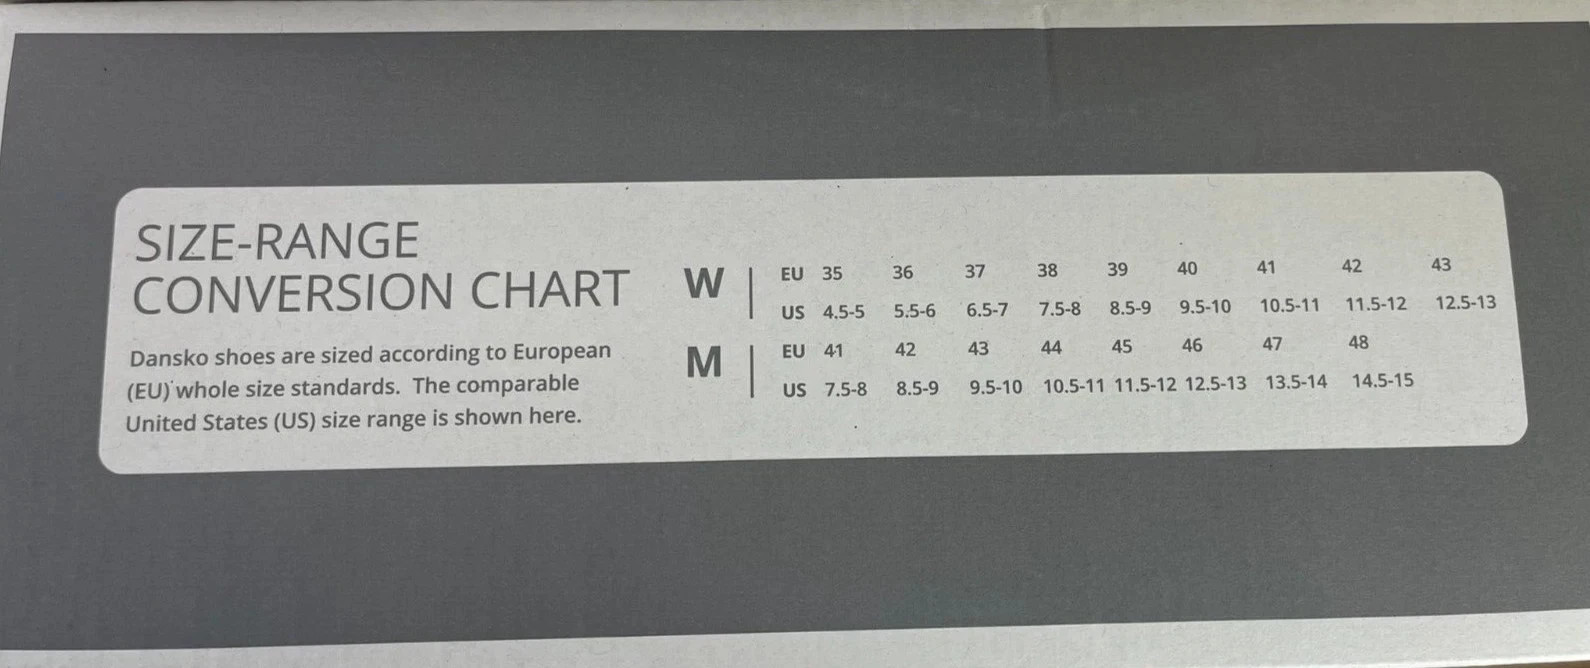 SIZE-RANGE
CONVERSION CHART
Dansko shoes are sized according to European
(EU) whole size standards. The comparable
United States (US) size range is shown here.
W
EU 35 36 37 38 39 40 41 42 43
US 4.5-5 5.5-6 6.5-7 7.5-8 8.5-9 9.5-10 10.5-11 11.5-12 12.5-13
M
EU 41 42 43 44 45 46 47 48
US 7.5-8 8.5-9 9.5-10 10.5-11 11.5-12 12.5-13 13.5-14 14.5-15